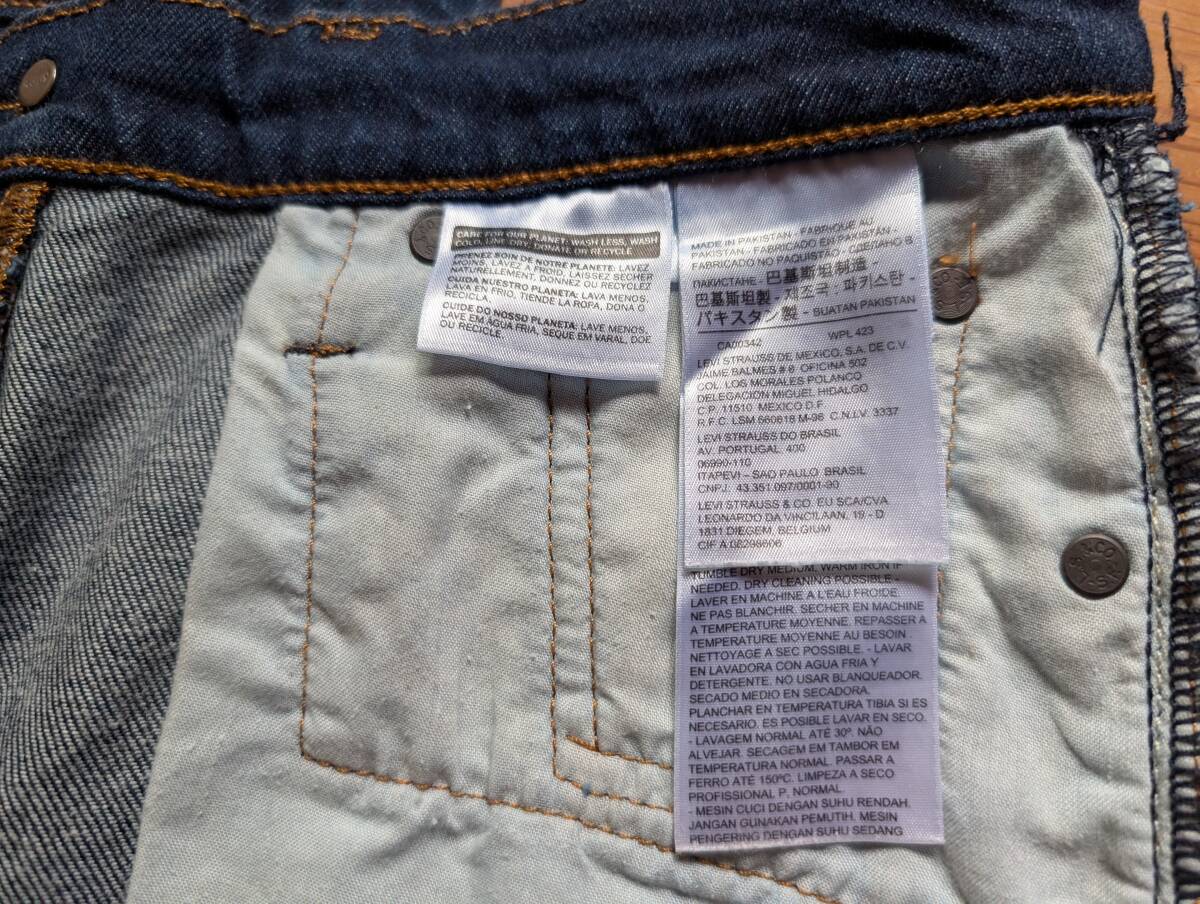 CARE FOR OUR PLANET: WASH LESS, WASH
COLD, LINE DRY, DONATE OR RECYCLE.
PRENEZ SOIN DE NOTRE PLANÈTE: LAVEZ
MOINS, LAVEZ À FROID, LAISSEZ SÉCHER
NATURELLEMENT, DONNEZ OU RECYCLEZ
CUIDA NUESTRO PLANETA: LAVA MENOS,
LAVA EN FRIO, TIENDE LA ROPA, DONA O
RECICLA.
CUIDE DO NOSSO PLANETA: LAVE MENOS,
LAVE EM ÁGUA FRIA, SEQUE EM VARAL, DOE
OU RECICLE.
MADE IN PAKISTAN - FABRIQUE AU
PAKISTAN - FABRICADO EN PAKISTÁN -
FABRICADO NO PAQUISTÃO - СДЕЛАНО В
ПАКИСТАНЕ - 巴基斯坦制造 -
巴基斯坦製 - 제조국 : 파키스탄 -
パキスタン製 - BUATAN PAKISTAN
CA00342 WPL 423
LEVI STRAUSS DE MEXICO, S.A. DE C.V.
JAIME BALMES # 8 OFICINA 502
COL. LOS MORALES POLANCO
DELEGACION MIGUEL HIDALGO
C.P. 11510 MEXICO D.F.
R.F.C. LSM 660618 M-96 C.N.I.V. 3337
LEVI STRAUSS DO BRASIL
AV. PORTUGAL, 400
06690-110
ITAPEVI – SAO PAULO, BRASIL
CNPJ: 43.351.097/0001-90
LEVI STRAUSS & CO. EU SCA/CVA
LEONARDO DA VINCILAAN, 19 - D
1831 DIEGEM, BELGIUM
CIF A 08298606
TUMBLE DRY MEDIUM. WARM IRON IF
NEEDED. DRY CLEANING POSSIBLE -
LAVER EN MACHINE A L'EAU FROIDE.
NE PAS BLANCHIR. SECHER EN MACHINE
A TEMPERATURE MOYENNE. REPASSER A
TEMPERATURE MOYENNE AU BESOIN.
NETTOYAGE A SEC POSSIBLE. - LAVAR
EN LAVADORA CON AGUA FRIA Y
DETERGENTE. NO USAR BLANQUEADOR.
SECADO MEDIO EN SECADORA.
PLANCHAR EN TEMPERATURA TIBIA SI ES
NECESARIO. ES POSIBLE LAVAR EN SECO.
- LAVAGEM NORMAL ATÉ 30º. NÃO
ALVEJAR. SECAGEM EM TAMBOR EM
TEMPERATURA NORMAL. PASSAR A
FERRO ATÉ 150ºC. LIMPEZA A SECO
PROFISSIONAL P, NORMAL.
- MESIN CUCI DENGAN SUHU RENDAH.
JANGAN GUNAKAN PEMUTIH. MESIN
PENGERING DENGAN SUHU SEDANG